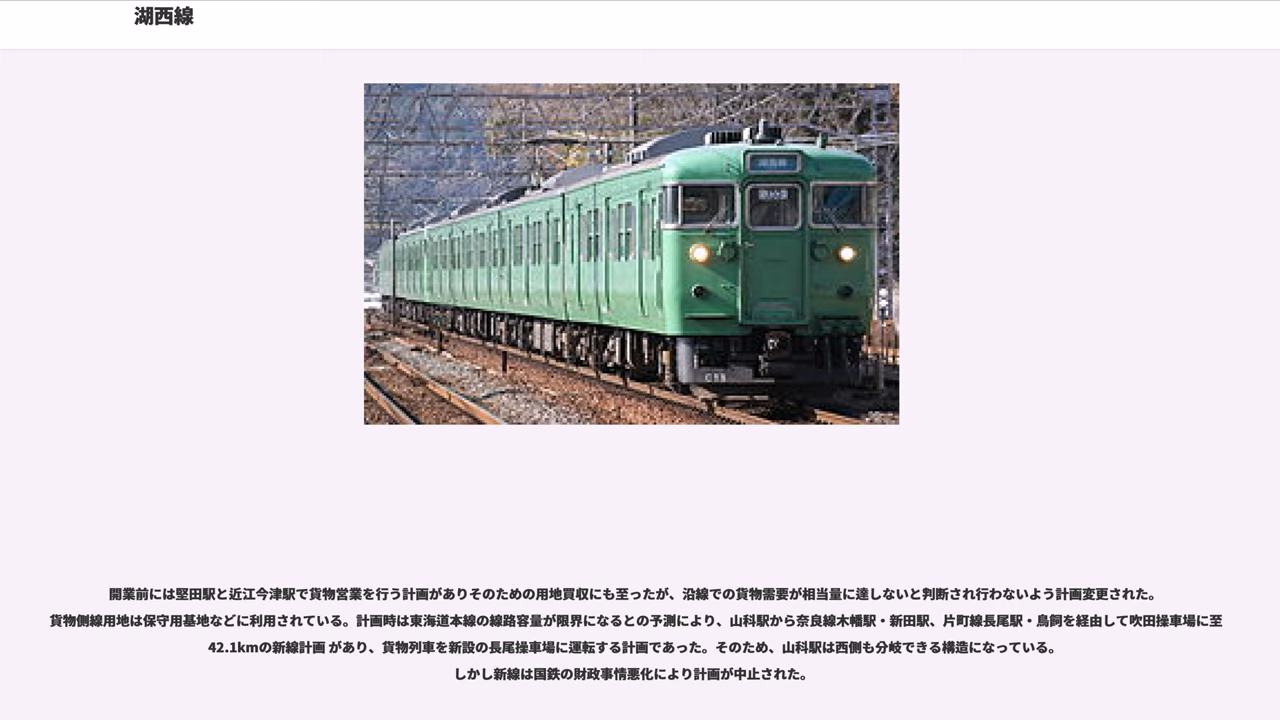 湖西線
湖西線
開業前には堅田駅と近江今津駅で貨物営業を行う計画がありそのための用地買収にも至ったが、沿線での貨物需要が相当量に達しないと判断され行わないよう計画変更された。
貨物側線用地は保守用基地などに利用されている。計画時は東海道本線の線路容量が限界になるとの予測により、山科駅から奈良線木幡駅・新田駅、片町線長尾駅・鳥飼を経由して吹田操車場に至
42.1kmの新線計画 があり、貨物列車を新設の長尾操車場に運転する計画であった。そのため、山科駅は西側も分岐できる構造になっている。
しかし新線は国鉄の財政事情悪化により計画が中止された。